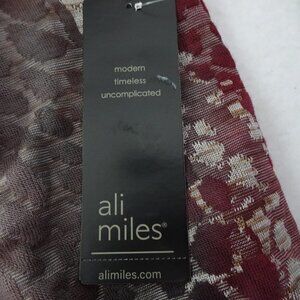 modern
timeless
uncomplicated
ali
miles®
alimiles.com